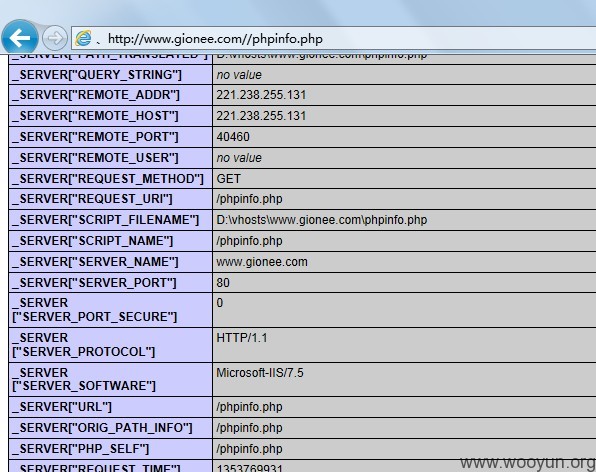 、 http://www.gionee.com//phpinfo.php
_SERVER["PATH_TRANSLATED"] D:\vhosts\www.gionee.com\phpinfo.php
_SERVER["QUERY_STRING"] no value
_SERVER["REMOTE_ADDR"] 221.238.255.131
_SERVER["REMOTE_HOST"] 221.238.255.131
_SERVER["REMOTE_PORT"] 40460
_SERVER["REMOTE_USER"] no value
_SERVER["REQUEST_METHOD"] GET
_SERVER["REQUEST_URI"] /phpinfo.php
_SERVER["SCRIPT_FILENAME"] D:\vhosts\www.gionee.com\phpinfo.php
_SERVER["SCRIPT_NAME"] /phpinfo.php
_SERVER["SERVER_NAME"] www.gionee.com
_SERVER["SERVER_PORT"] 80
_SERVER 0
["SERVER_PORT_SECURE"]
_SERVER HTTP/1.1
["SERVER_PROTOCOL"]
_SERVER Microsoft-IIS/7.5
["SERVER_SOFTWARE"]
_SERVER["URL"] /phpinfo.php
_SERVER["ORIG_PATH_INFO"] /phpinfo.php
_SERVER["PHP_SELF"] /phpinfo.php
_SERVER["REQUEST_TIME"] 1353769931
www.wooyun.org